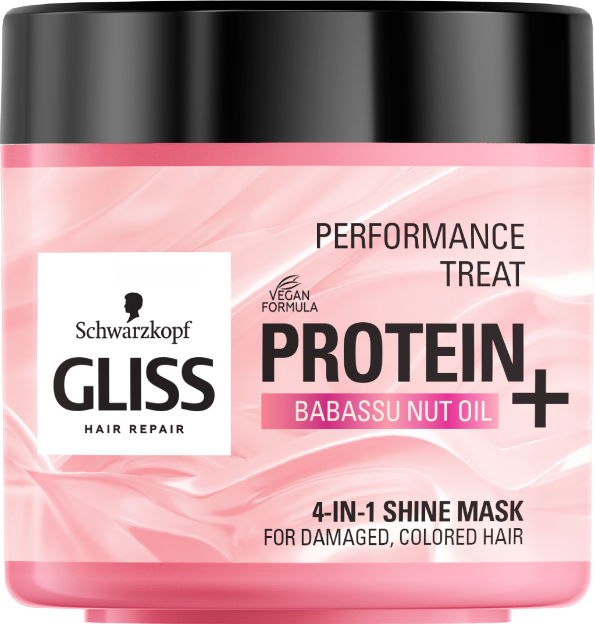 PERFORMANCE
TREAT
VEGAN
FORMULA
Schwarzkopf
GLISS
HAIR REPAIR
PROTEIN+
BABASSU NUT OIL
4-IN-1 SHINE MASK
FOR DAMAGED, COLORED HAIR